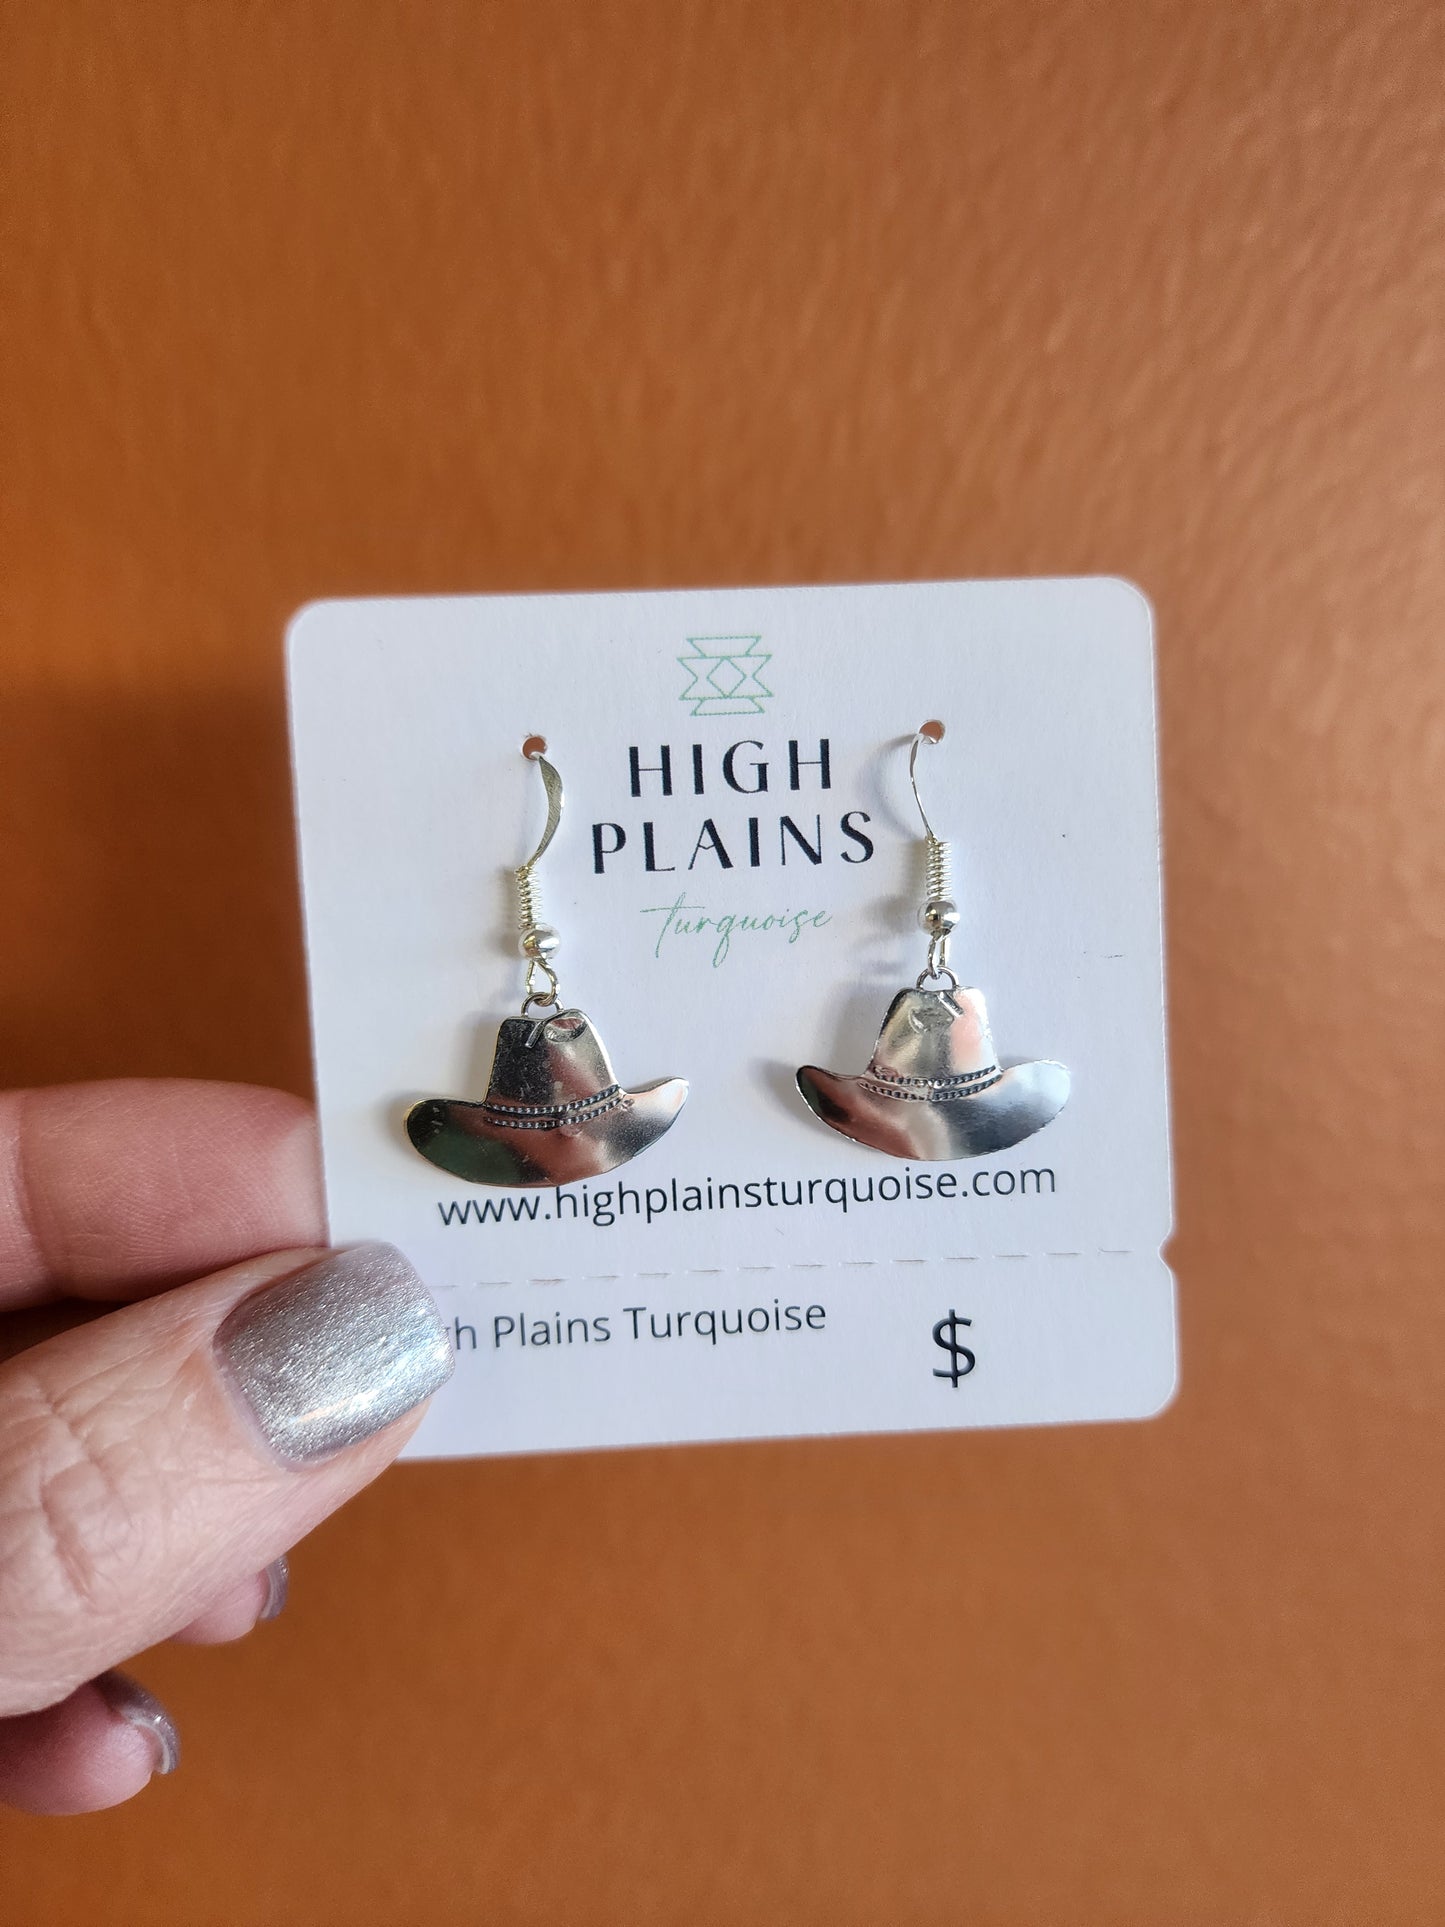 HIGH
PLAINS
turquoise
www.highplainsturquoise.com
Plains Turquoise $